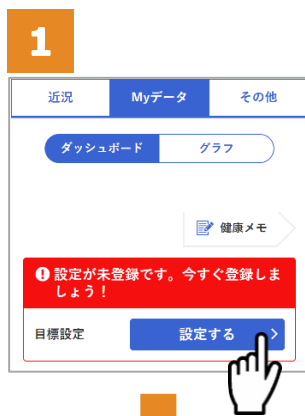 1
近況 Myデータ その他
ダッシュボード グラフ
健康メモ
設定が未登録です。今すぐ登録しま
しょう！
目標設定 設定する